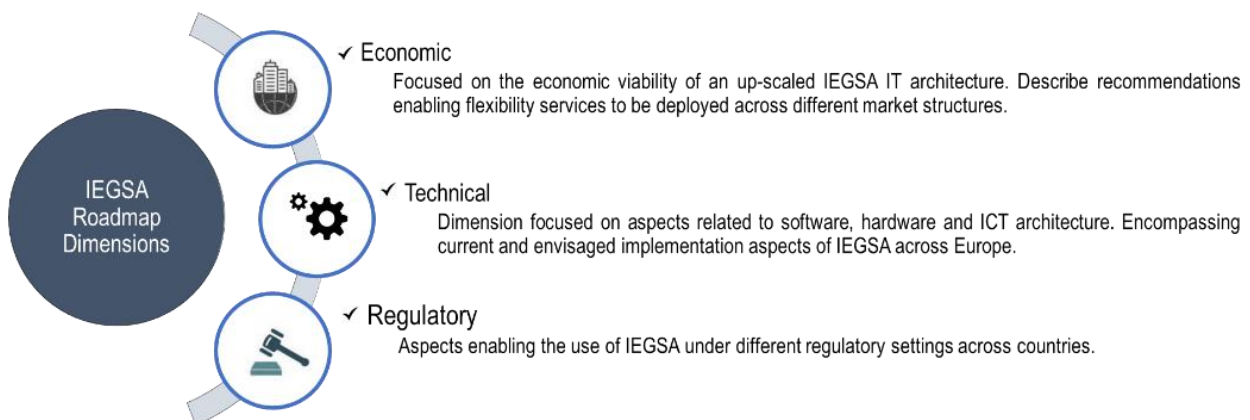 IEGSA
Roadmap
Dimensions
✓ Economic
Focused on the economic viability of an up-scaled IEGSA IT architecture. Describe recommendations
enabling flexibility services to be deployed across different market structures.
✓ Technical
Dimension focused on aspects related to software, hardware and ICT architecture. Encompassing
current and envisaged implementation aspects of IEGSA across Europe.
✓ Regulatory
Aspects enabling the use of IEGSA under different regulatory settings across countries.